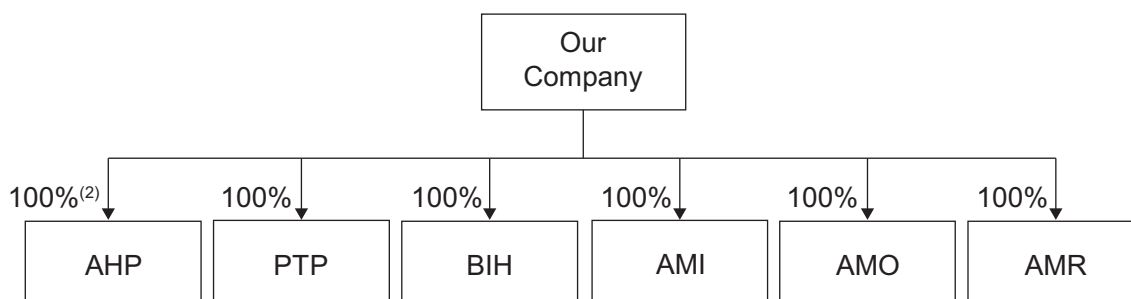 Our
Company
100%(2) 100% 100% 100% 100% 100%
AHP PTP BIH AMI AMO AMR